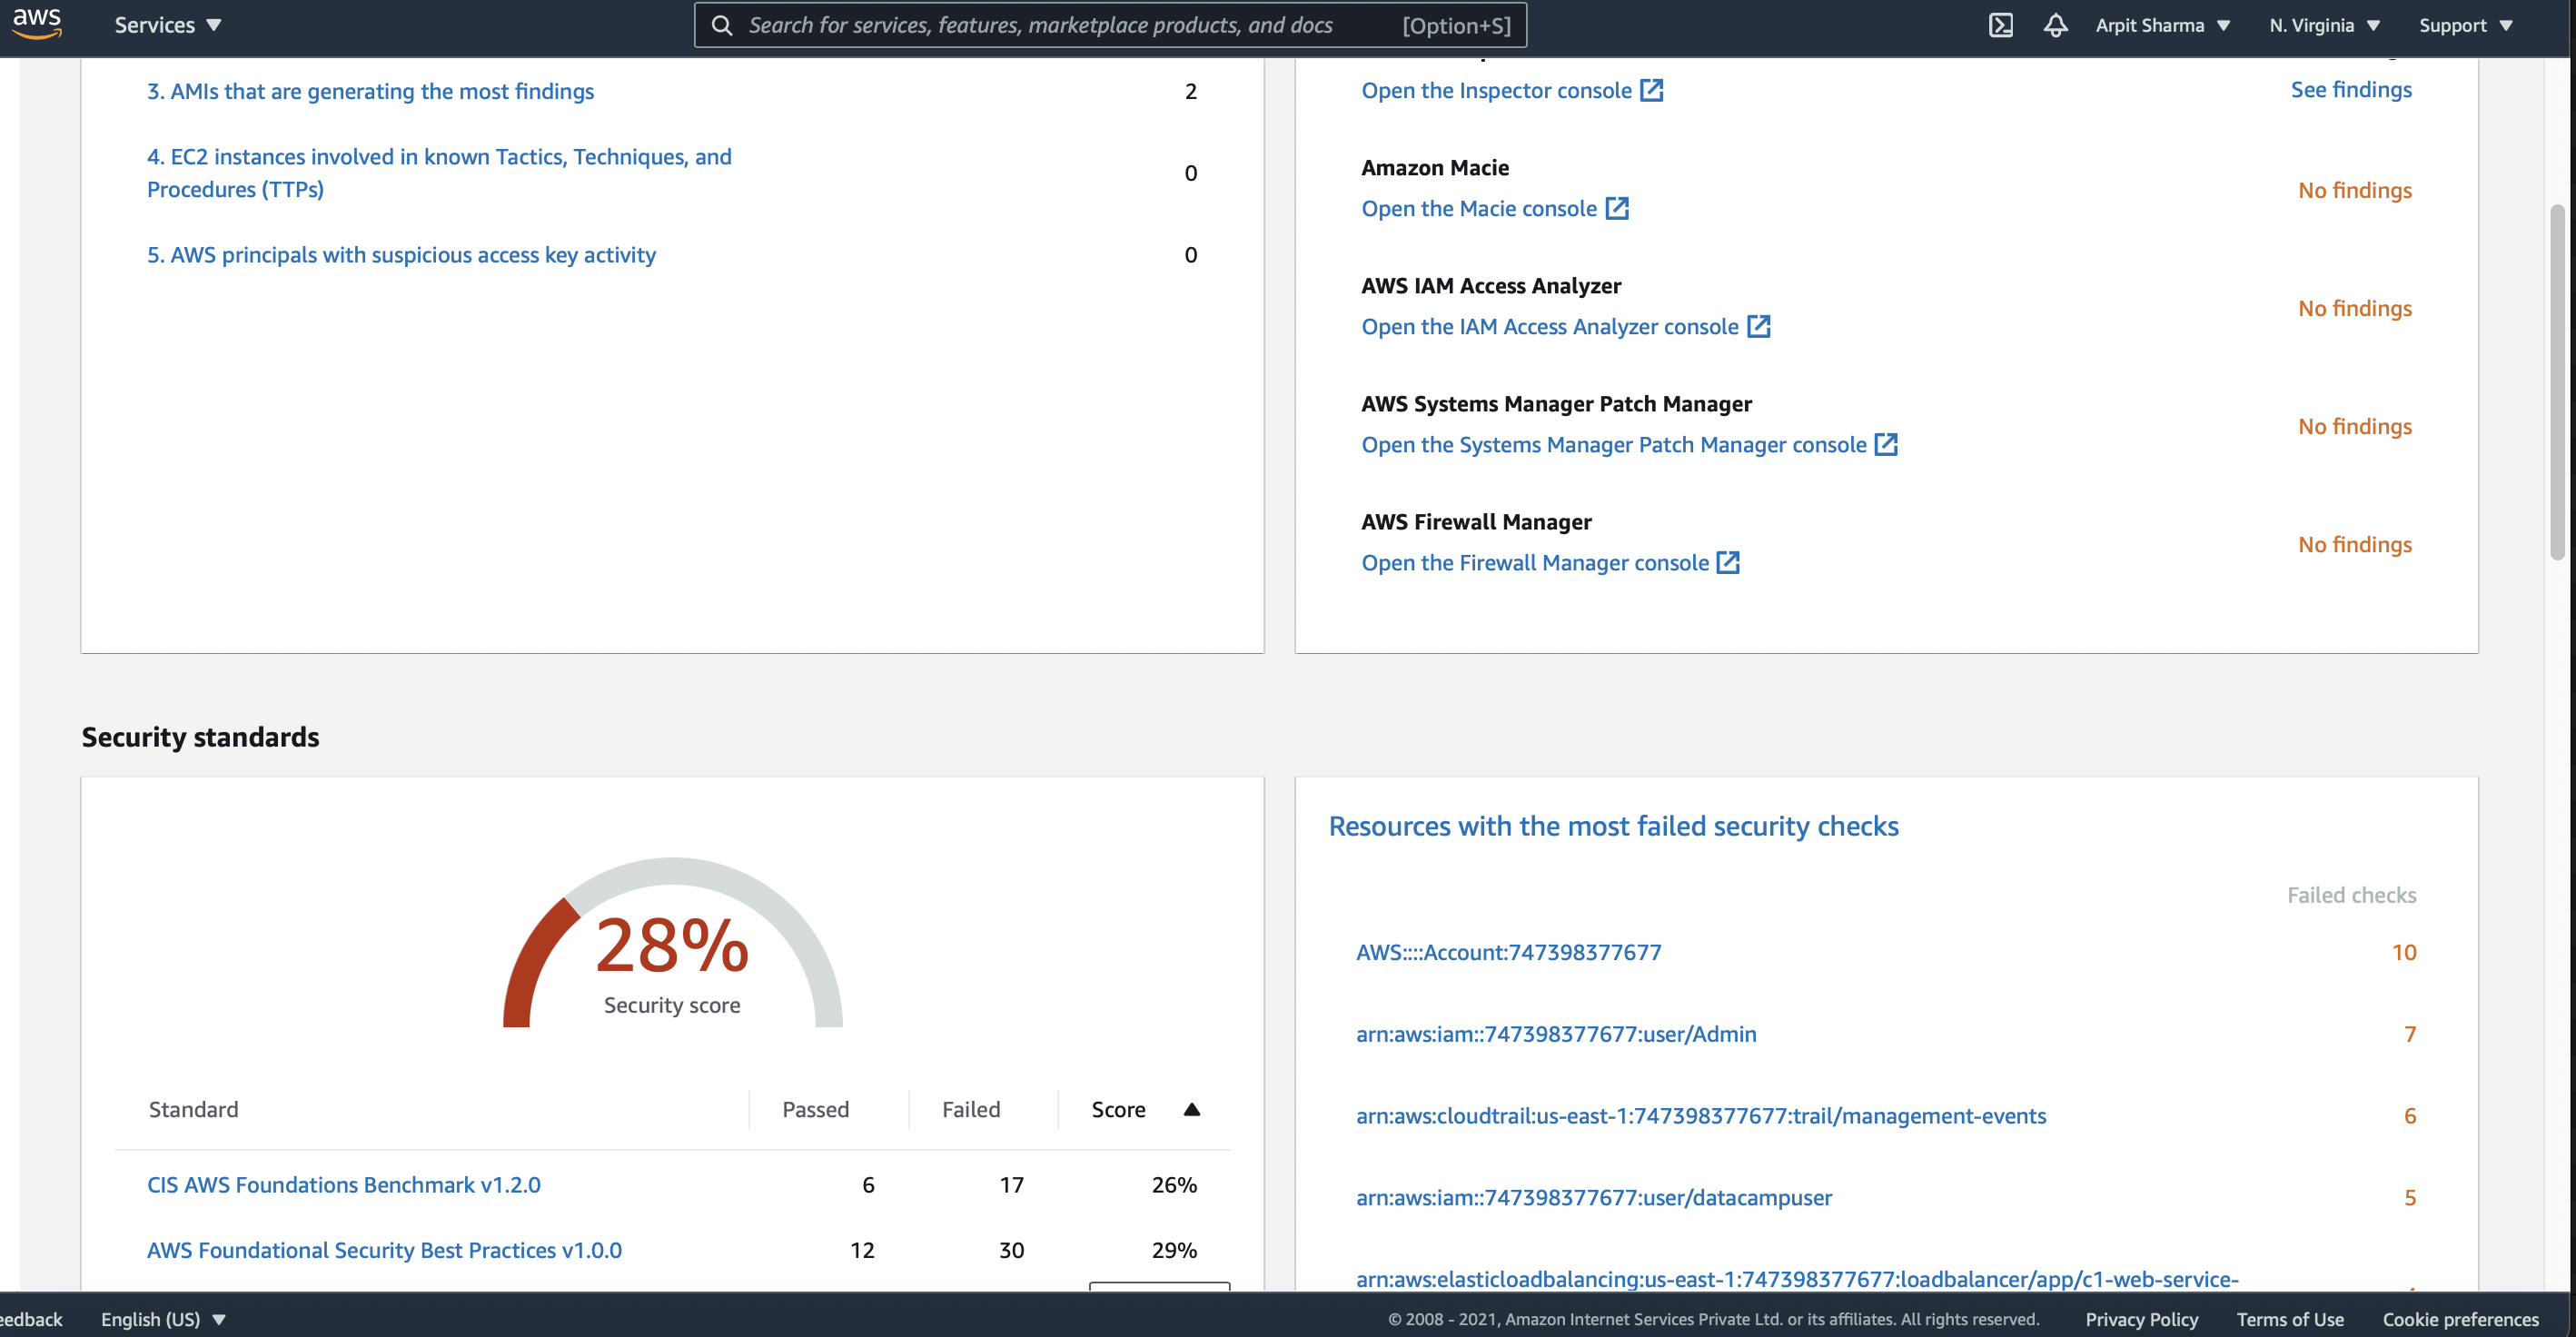 aws
Services
Search for services, features, marketplace products, and docs [Option+S]
Arpit Sharma
N. Virginia
Support
3. AMIs that are generating the most findings 2
4. EC2 instances involved in known Tactics, Techniques, and
Procedures (TTPs) 0
5. AWS principals with suspicious access key activity 0
Open the Inspector console See findings
Amazon Macie
Open the Macie console No findings
AWS IAM Access Analyzer
Open the IAM Access Analyzer console No findings
AWS Systems Manager Patch Manager
Open the Systems Manager Patch Manager console No findings
AWS Firewall Manager
Open the Firewall Manager console No findings
Security standards
28%
Security score
Standard Passed Failed Score
CIS AWS Foundations Benchmark v1.2.0 6 17 26%
AWS Foundational Security Best Practices v1.0.0 12 30 29%
Resources with the most failed security checks
Failed checks
AWS::::Account:747398377677 10
arn:aws:iam::747398377677:user/Admin 7
arn:aws:cloudtrail:us-east-1:747398377677:trail/management-events 6
arn:aws:iam::747398377677:user/datacampuser 5
arn:aws:elasticloadbalancing:us-east-1:747398377677:loadbalancer/app/c1-web-service-
eedback
English (US)
© 2008 - 2021, Amazon Internet Services Private Ltd. or its affiliates. All rights reserved.
Privacy Policy
Terms of Use
Cookie preferences